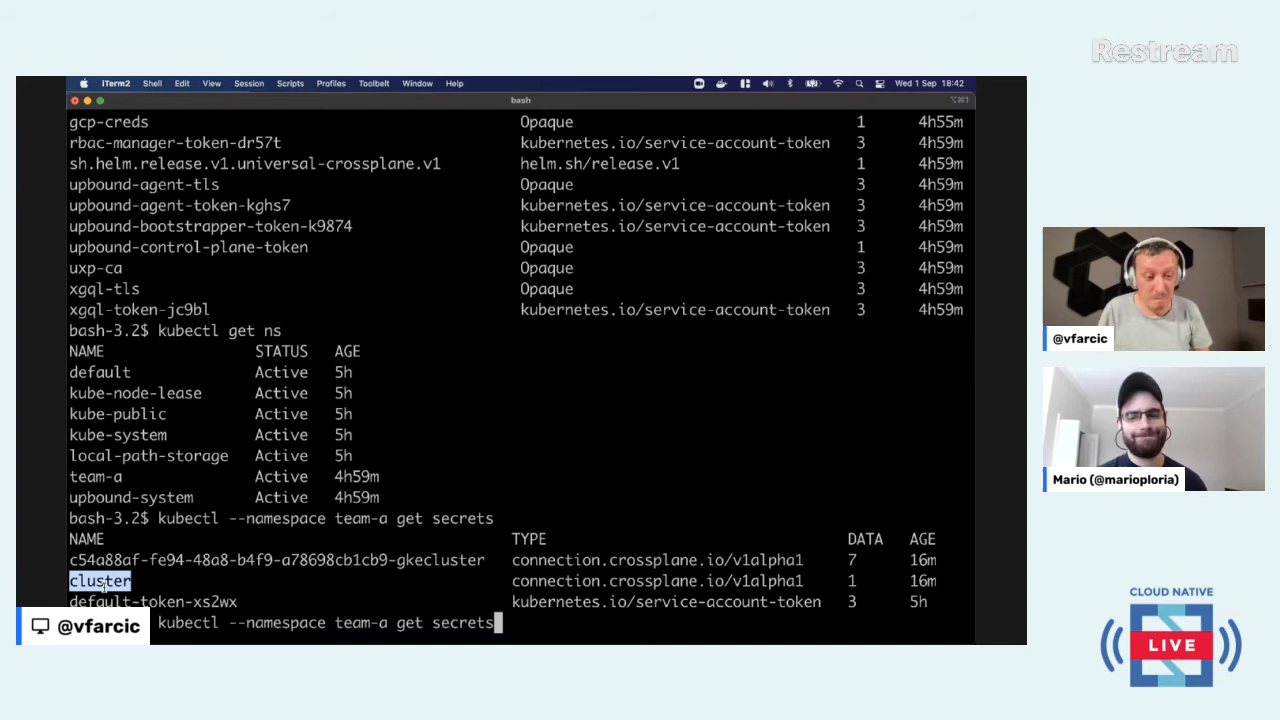 Restream
iTerm2 Shell Edit View Session Scripts Profiles Toolbelt Window Help Wed 1 Sep 18:42
bash ⌥⌘1
gcp-creds Opaque 1 4h55m
rbac-manager-token-dr57t kubernetes.io/service-account-token 3 4h59m
sh.helm.release.v1.universal-crossplane.v1 helm.sh/release.v1 1 4h59m
upbound-agent-tls Opaque 3 4h59m
upbound-agent-token-kghs7 kubernetes.io/service-account-token 3 4h59m
upbound-bootstrapper-token-k9874 kubernetes.io/service-account-token 3 4h59m
upbound-control-plane-token Opaque 1 4h59m
uxp-ca Opaque 3 4h59m
xgql-tls Opaque 3 4h59m
xgql-token-jc9bl kubernetes.io/service-account-token 3 4h59m
bash-3.2$ kubectl get ns
NAME STATUS AGE
default Active 5h
kube-node-lease Active 5h
kube-public Active 5h
kube-system Active 5h
local-path-storage Active 5h
team-a Active 4h59m
upbound-system Active 4h59m
bash-3.2$ kubectl --namespace team-a get secrets
NAME TYPE DATA AGE
c54a88af-fe94-48a8-b4f9-a78698cb1cb9-gkecluster connection.crossplane.io/v1alpha1 7 16m
cluster connection.crossplane.io/v1alpha1 1 16m
default-token-xs2wx kubernetes.io/service-account-token 3 5h
kubectl --namespace team-a get secrets
@vfarcic
@vfarcic
Mario (@marioploria)
CLOUD NATIVE
LIVE